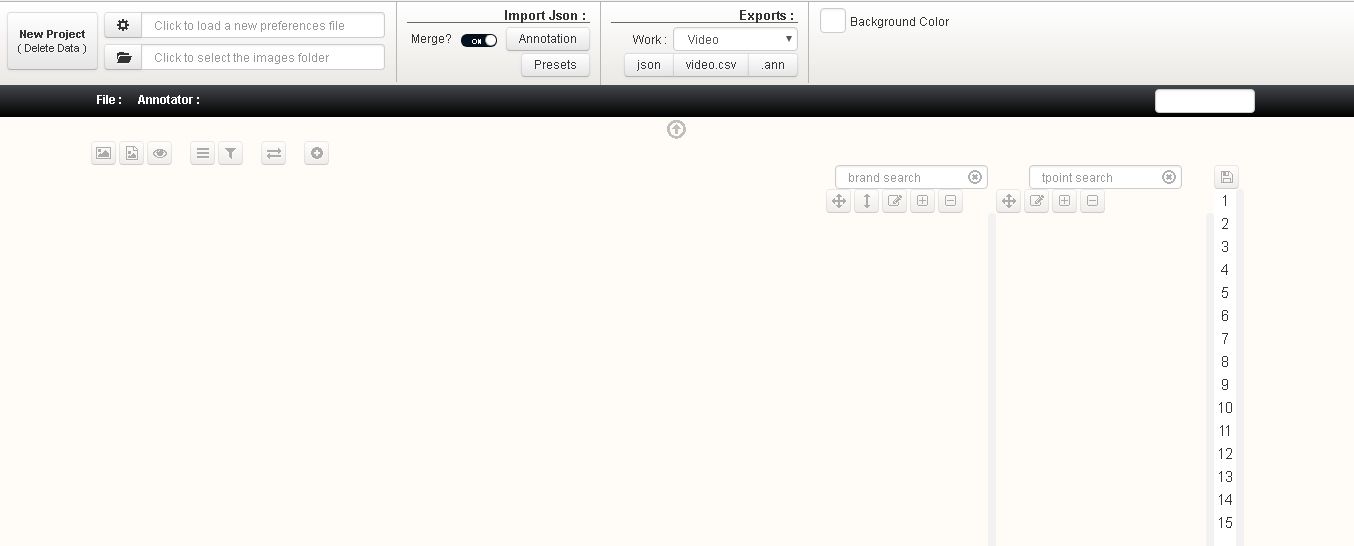 New Project
( Delete Data )
Click to load a new preferences file
Click to select the images folder
Import Json :
Merge? ON Annotation
Presets
Exports :
Work : Video
json video.csv .ann
Background Color
File : Annotator :
brand search
tpoint search
1
2
3
4
5
6
7
8
9
10
11
12
13
14
15